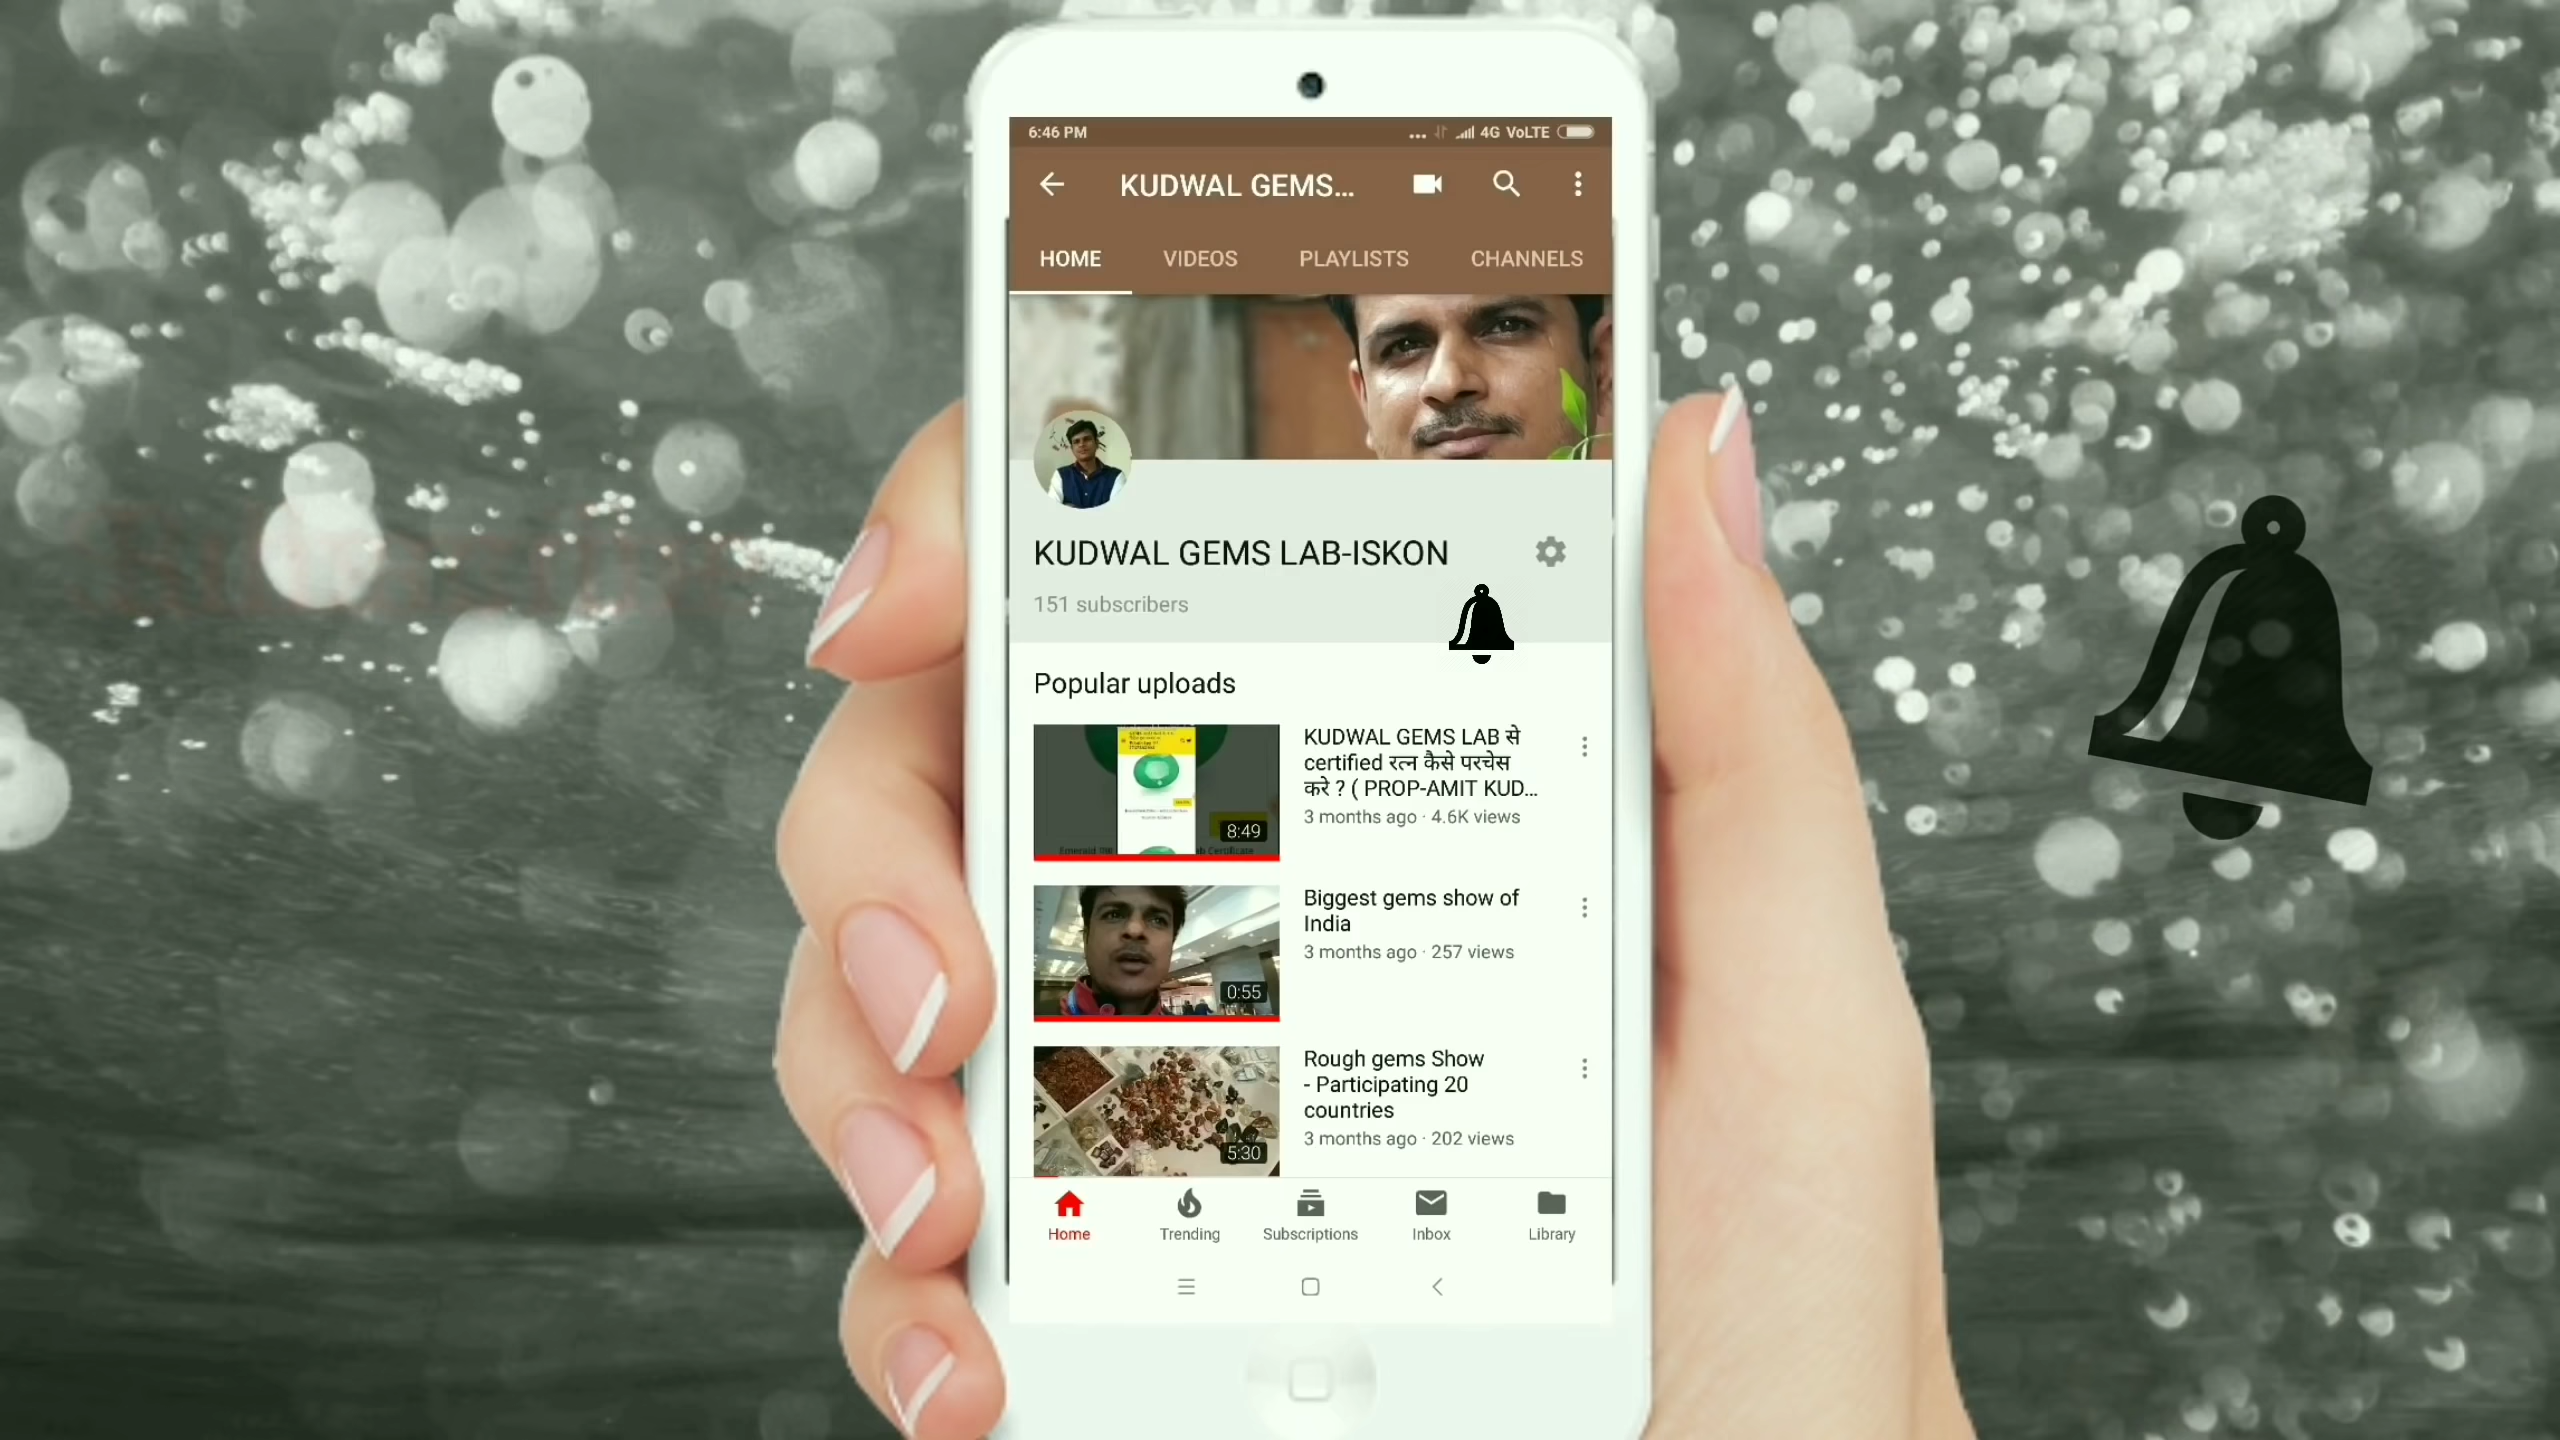 6:46 PM
... 4G VoLTE
KUDWAL GEMS...
HOME VIDEOS PLAYLISTS CHANNELS
KUDWAL GEMS LAB-ISKON
151 subscribers
Popular uploads
KUDWAL GEMS LAB से
certified रत्न कैसे परचेस
करे ? ( PROP-AMIT KUD...
3 months ago · 4.6K views
8:49
Biggest gems show of
India
3 months ago · 257 views
0:55
Rough gems Show
- Participating 20
countries
3 months ago · 202 views
5:30
Home Trending Subscriptions Inbox Library